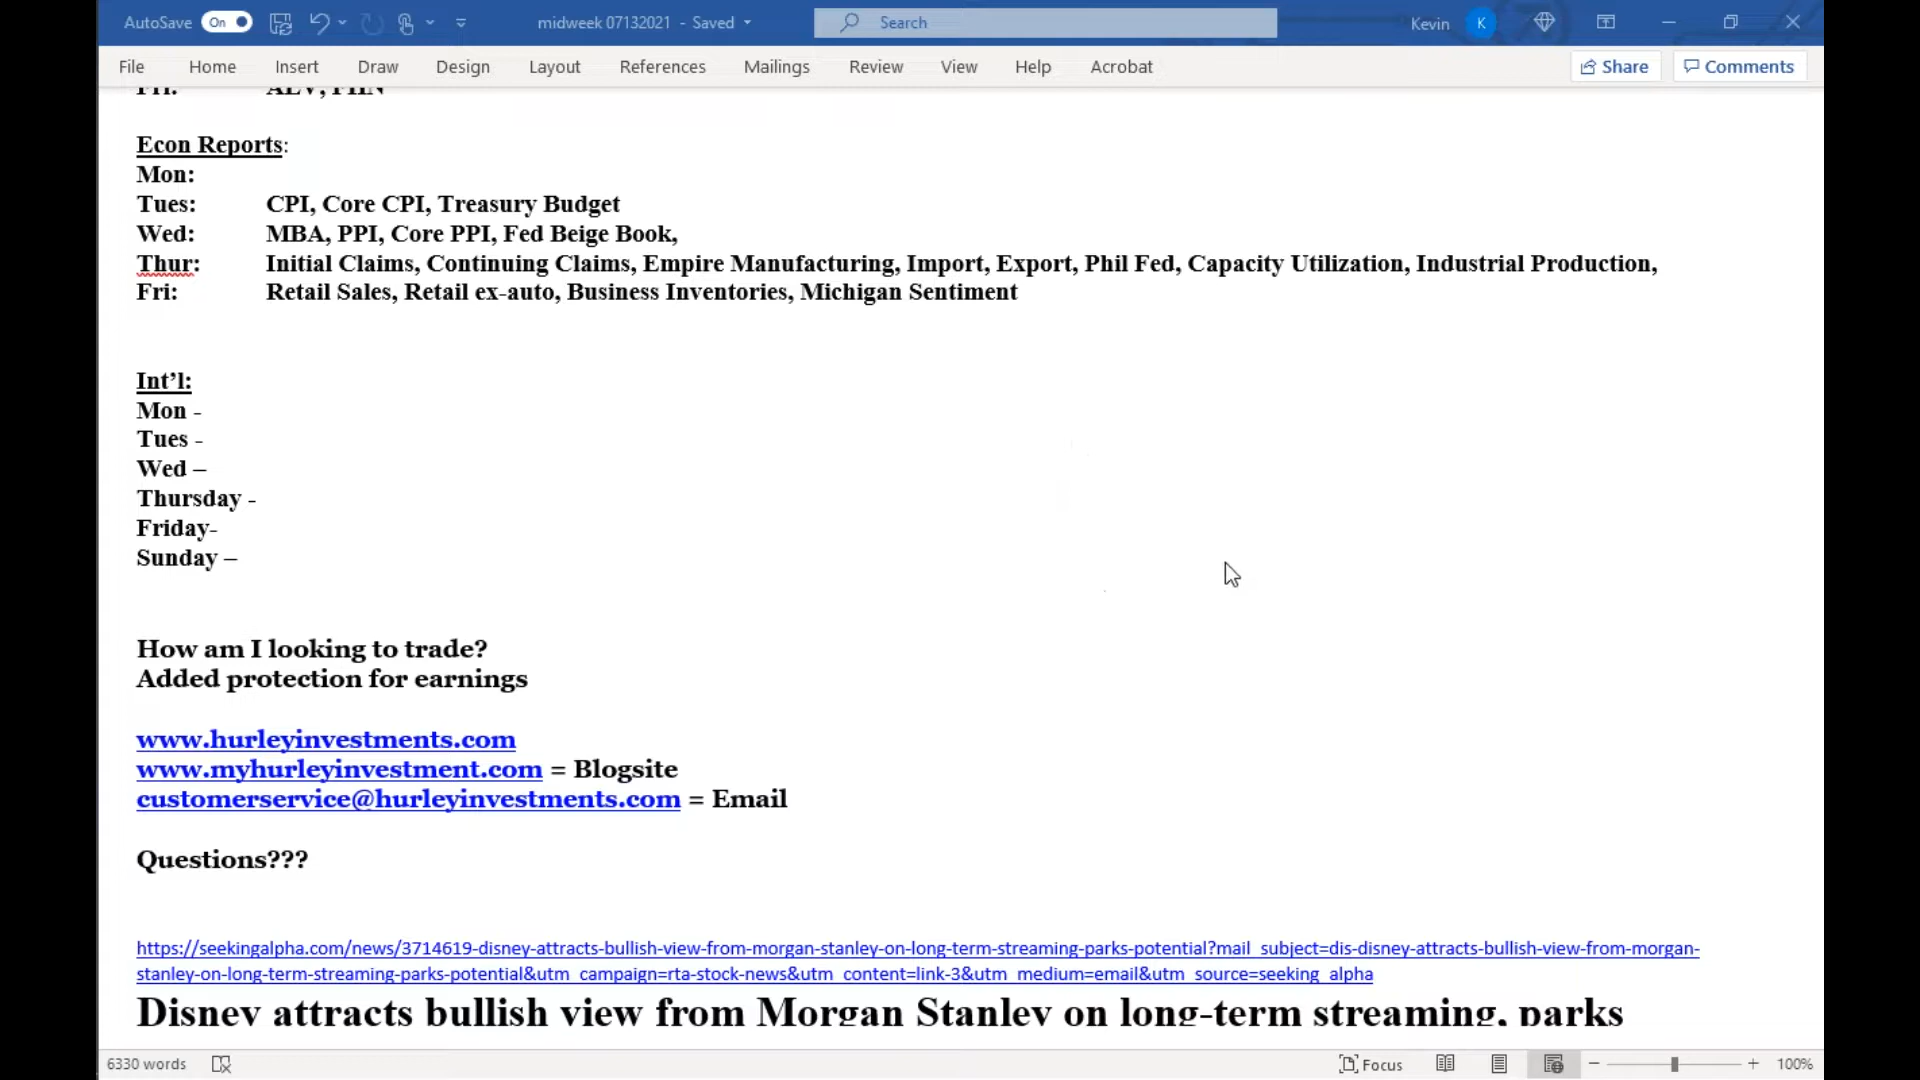 AutoSave On midweek 07132021 - Saved Search Kevin K
File Home Insert Draw Design Layout References Mailings Review View Help Acrobat Share Comments
Fri: ALV, FHN
Econ Reports:
Mon:
Tues: CPI, Core CPI, Treasury Budget
Wed: MBA, PPI, Core PPI, Fed Beige Book,
Thur: Initial Claims, Continuing Claims, Empire Manufacturing, Import, Export, Phil Fed, Capacity Utilization, Industrial Production,
Fri: Retail Sales, Retail ex-auto, Business Inventories, Michigan Sentiment
Int’l:
Mon -
Tues -
Wed –
Thursday -
Friday-
Sunday –
How am I looking to trade?
Added protection for earnings
www.hurleyinvestments.com
www.myhurleyinvestment.com = Blogsite
customerservice@hurleyinvestments.com = Email
Questions???
https://seekingalpha.com/news/3714619-disney-attracts-bullish-view-from-morgan-stanley-on-long-term-streaming-parks-potential?mail_subject=dis-disney-attracts-bullish-view-from-morgan-
stanley-on-long-term-streaming-parks-potential&utm_campaign=rta-stock-news&utm_content=link-3&utm_medium=email&utm_source=seeking_alpha
Disney attracts bullish view from Morgan Stanley on long-term streaming, parks
6330 words Focus 100%